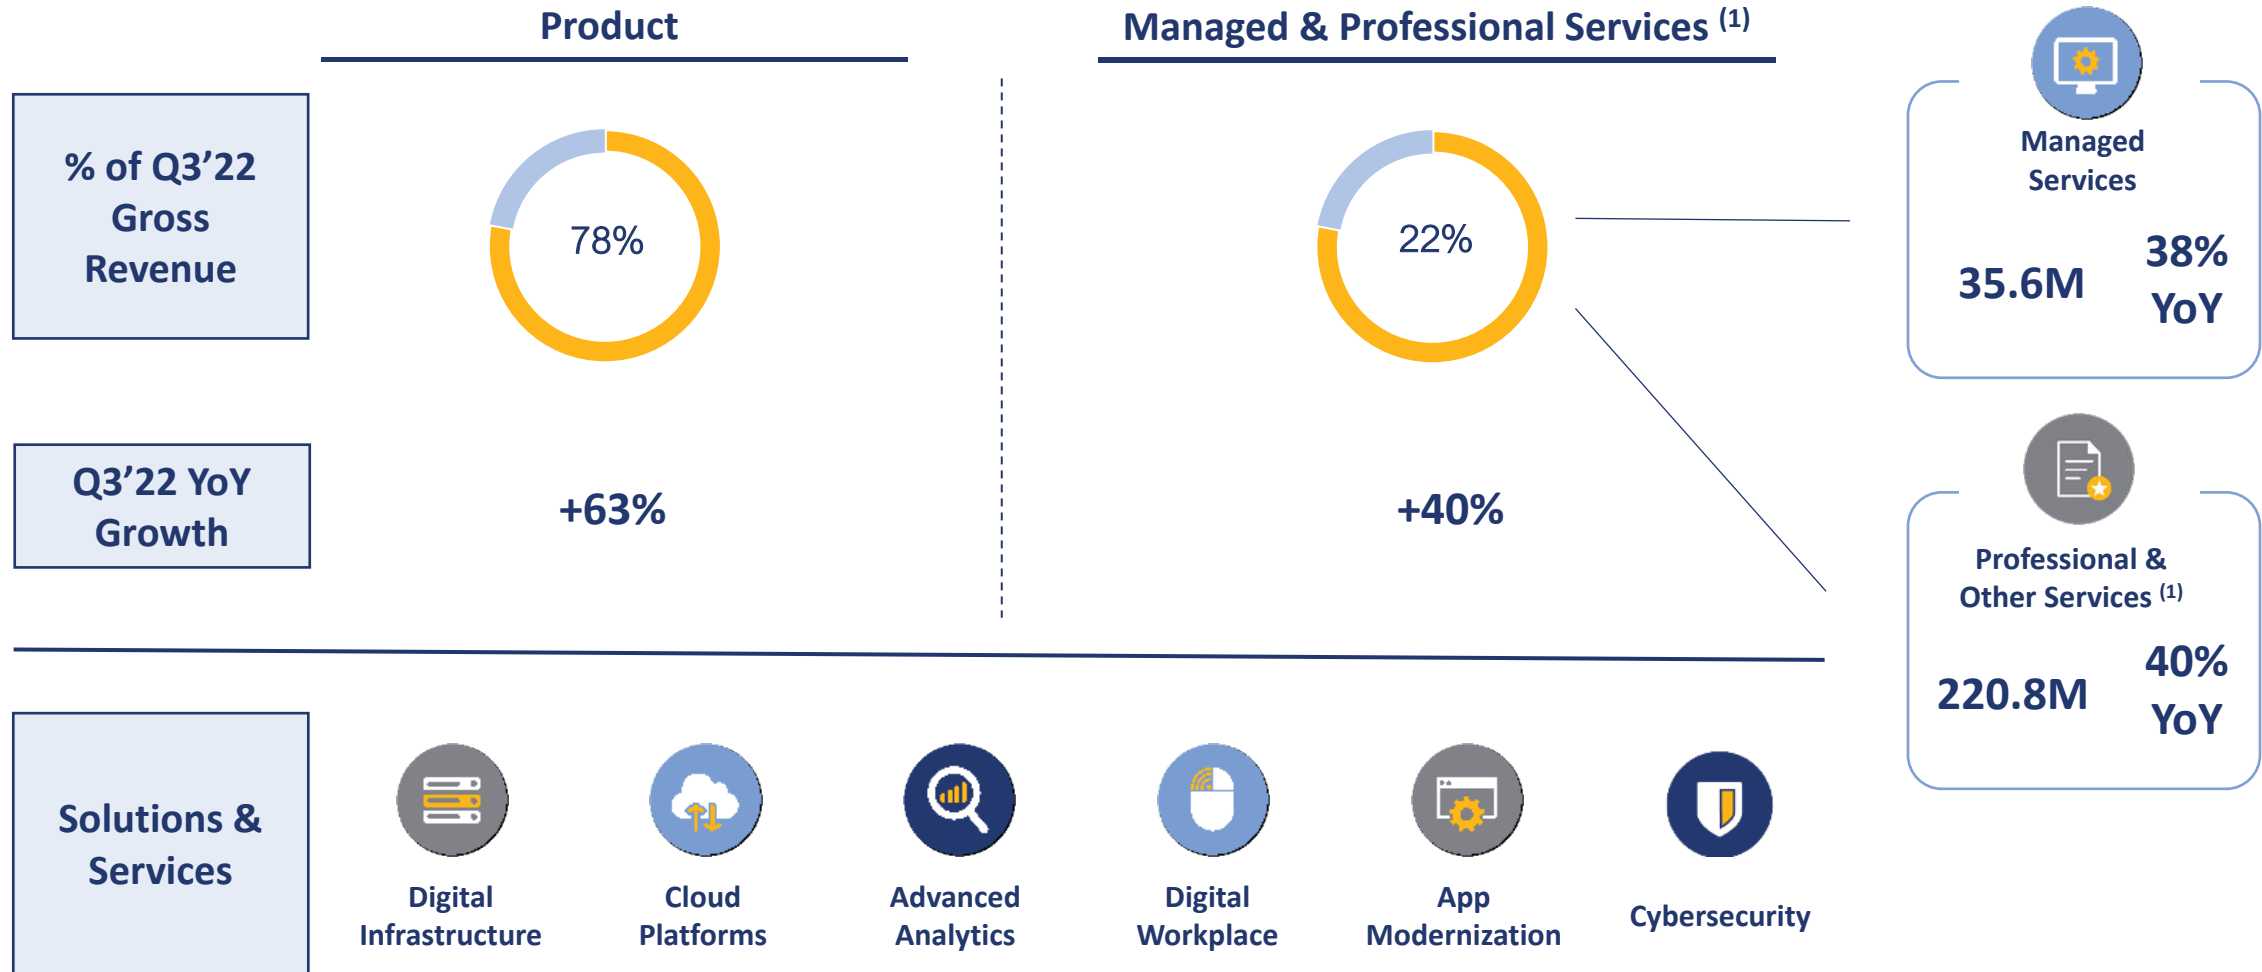 Product
Managed & Professional Services (1)
% of Q3’22
Gross
Revenue
78%
22%
Managed
Services
35.6M
38%
YoY
Q3’22 YoY
Growth
+63%
+40%
Professional &
Other Services (1)
220.8M
40%
YoY
Solutions &
Services
Digital
Infrastructure
Cloud
Platforms
Advanced
Analytics
Digital
Workplace
App
Modernization
Cybersecurity